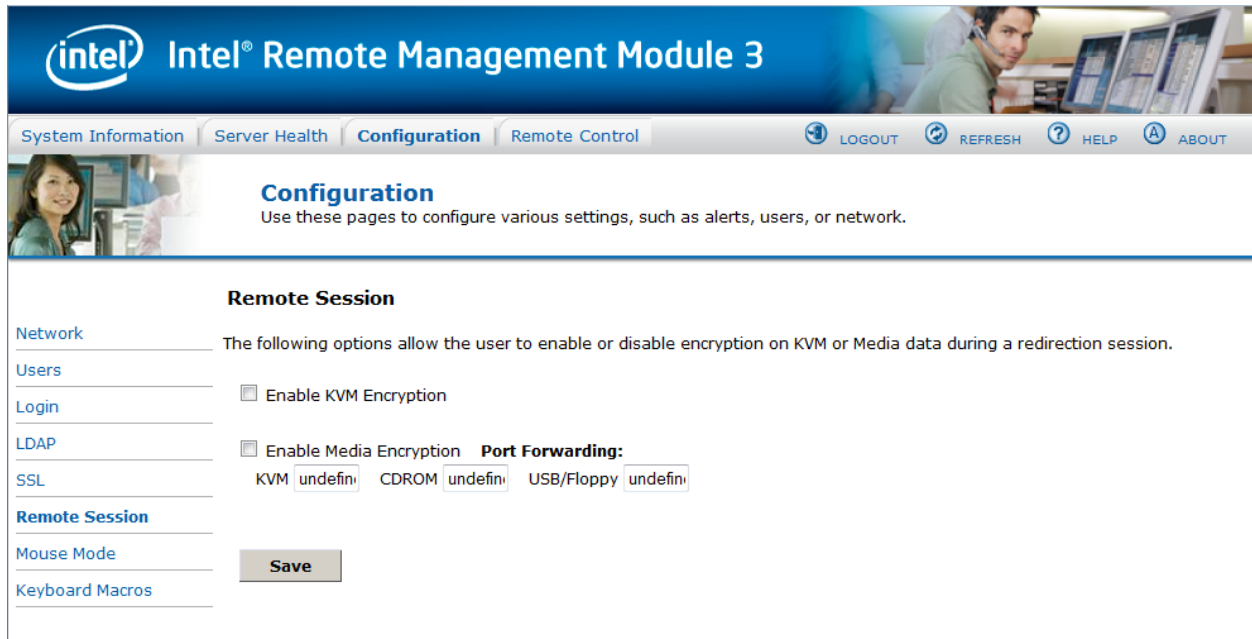 intel® Intel® Remote Management Module 3
System Information Server Health Configuration Remote Control LOGOUT REFRESH ? HELP A ABOUT
Configuration
Use these pages to configure various settings, such as alerts, users, or network.
Remote Session
Network
The following options allow the user to enable or disable encryption on KVM or Media data during a redirection session.
Users
Enable KVM Encryption
Login
LDAP
Enable Media Encryption Port Forwarding:
SSL
KVM undefin CDROM undefin USB/Floppy undefin
Remote Session
Mouse Mode
Save
Keyboard Macros